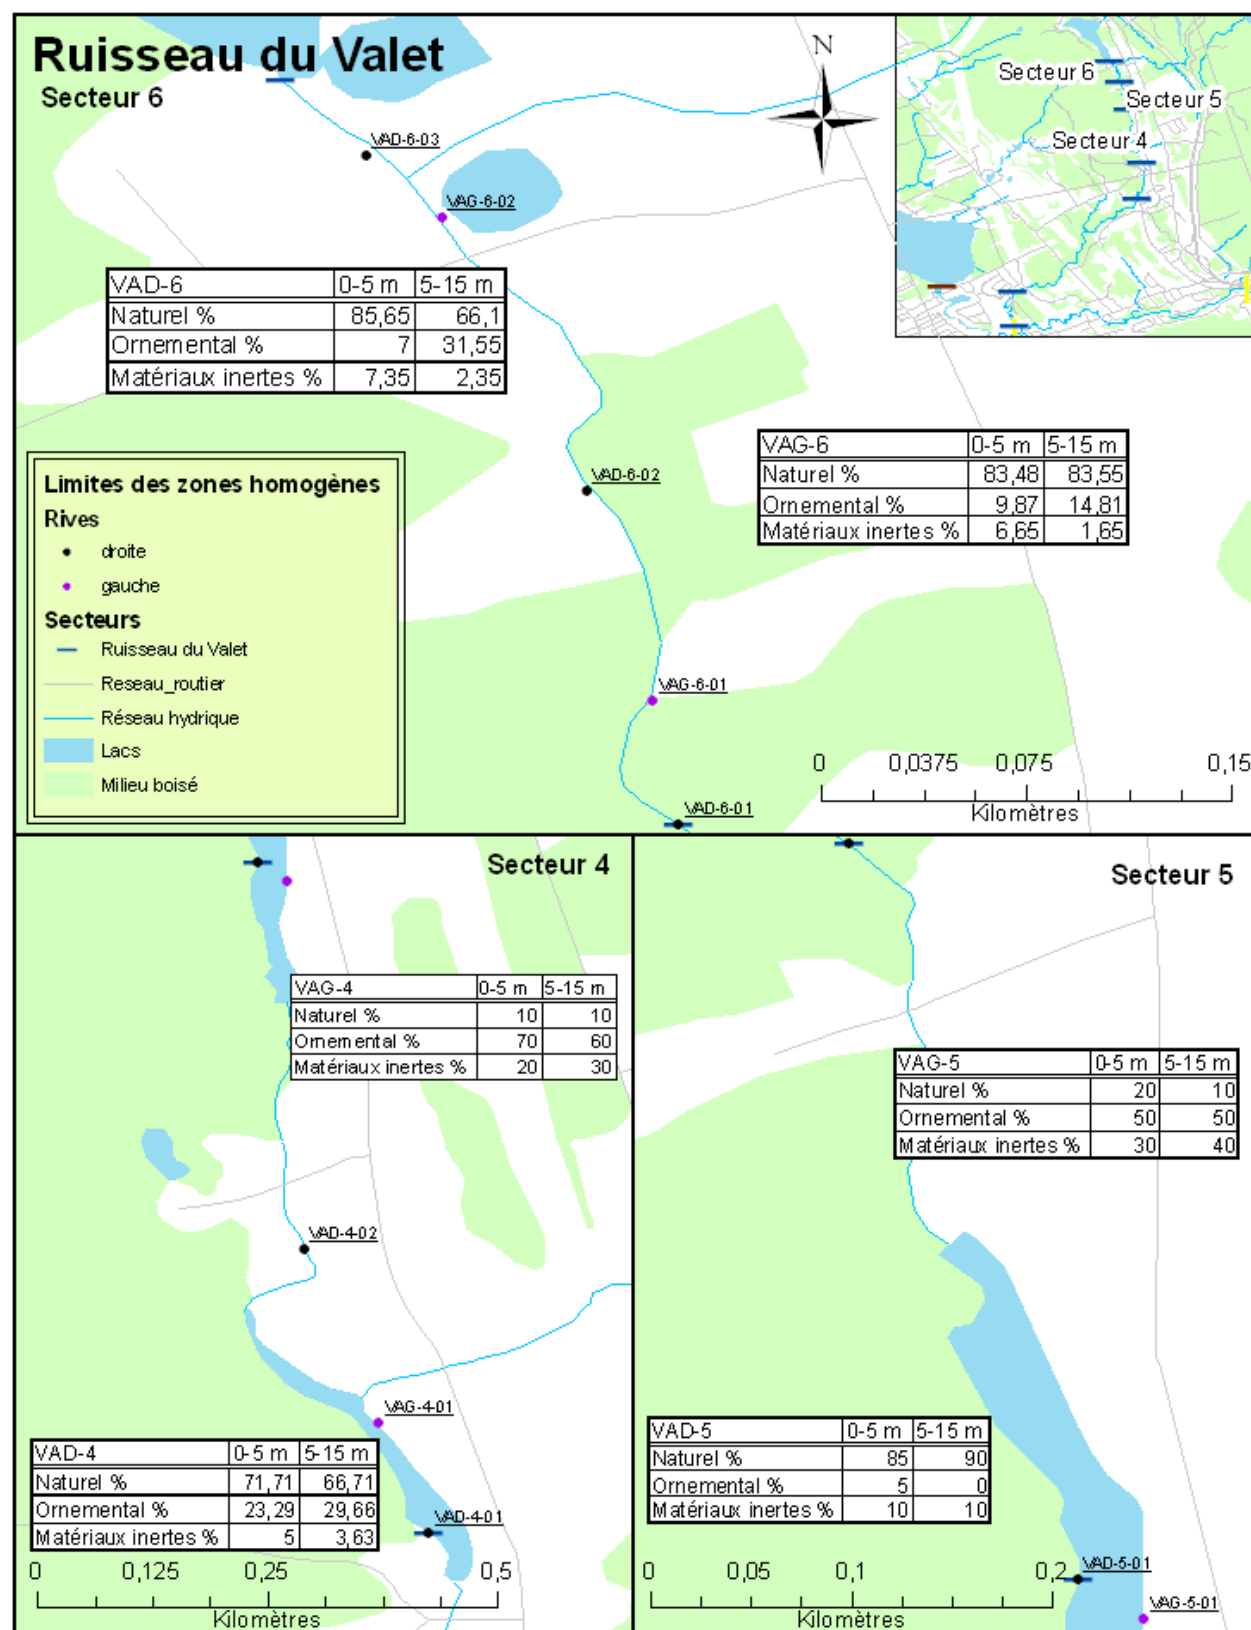 Ruisseau du Valet
Secteur 6
N
Secteur 6
Secteur 5
Secteur 4
VAD-6-03
VAG-6-02
VAD-6 0-5 m 5-15 m
Naturel % 85,65 66,1
Ornemental % 7 31,55
Matériaux inertes % 7,35 2,35
VAG-6 0-5 m 5-15 m
Naturel % 83,48 83,55
Ornemental % 9,87 14,81
Matériaux inertes % 6,65 1,65
VAD-6-02
Limites des zones homogènes
Rives
droite
gauche
Secteurs
Ruisseau du Valet
Reseau_routier
Réseau hydrique
Lacs
Milieu boisé
VAG-6-01
VAD-6-01
0 0,0375 0,075 0,15
Kilomètres
Secteur 4
VAG-4 0-5 m 5-15 m
Naturel % 10 10
Ornemental % 70 60
Matériaux inertes % 20 30
VAD-4-02
VAG-4-01
VAD-4 0-5 m 5-15 m
Naturel % 71,71 66,71
Ornemental % 23,29 29,66
Matériaux inertes % 5 3,63
VAD-4-01
0 0,125 0,25 0,5
Kilomètres
Secteur 5
VAG-5 0-5 m 5-15 m
Naturel % 20 10
Ornemental % 50 50
Matériaux inertes % 30 40
VAD-5 0-5 m 5-15 m
Naturel % 85 90
Ornemental % 5 0
Matériaux inertes % 10 10
VAD-5-01
VAG-5-01
0 0,05 0,1 0,2
Kilomètres